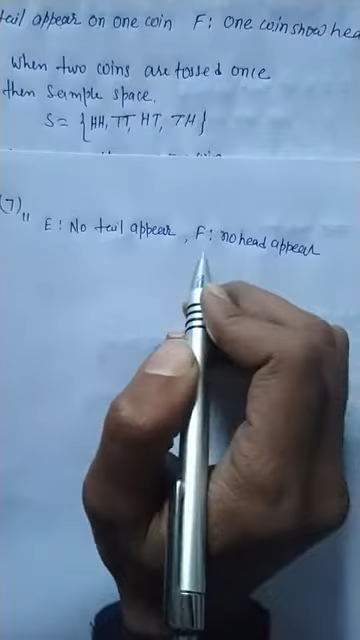 tail appear on one coin F: one coin show hea
when two coins are tossed once
then sample space.
S = {HH, TT, HT, TH}
(7) 11 E: No tail appear, F: no head appear